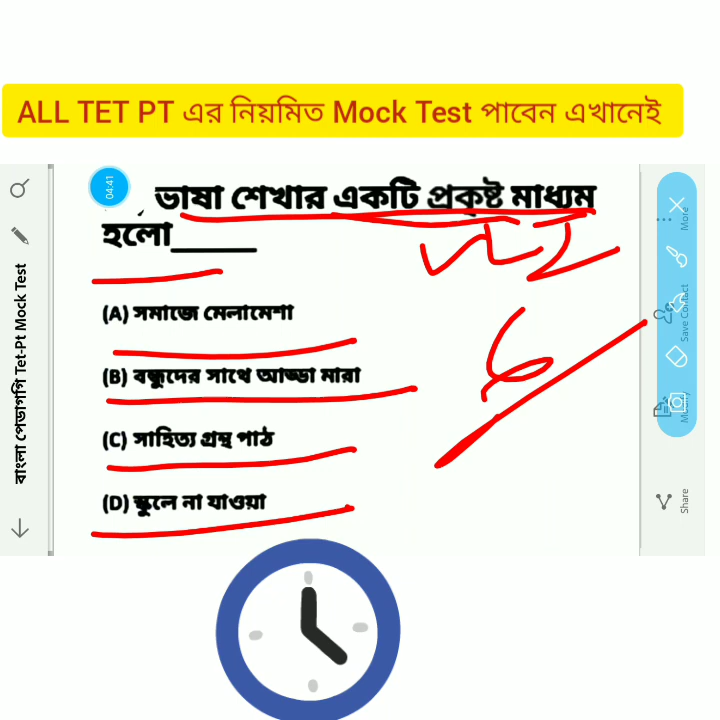 ALL TET PT এর নিয়মিত Mock Test পাবেন এখানেই
04:41
ভাষা শেখার একটি প্রকৃষ্ট মাধ্যম
হলো_____
(A) সমাজে মেলামেশা
(B) বন্ধুদের সাথে আড্ডা মারা
(C) সাহিত্য গ্রন্থ পাঠ
(D) স্কুলে না যাওয়া
বাংলা পেডাগগি Tet-Pt Mock Test
More
Save Contact
Share